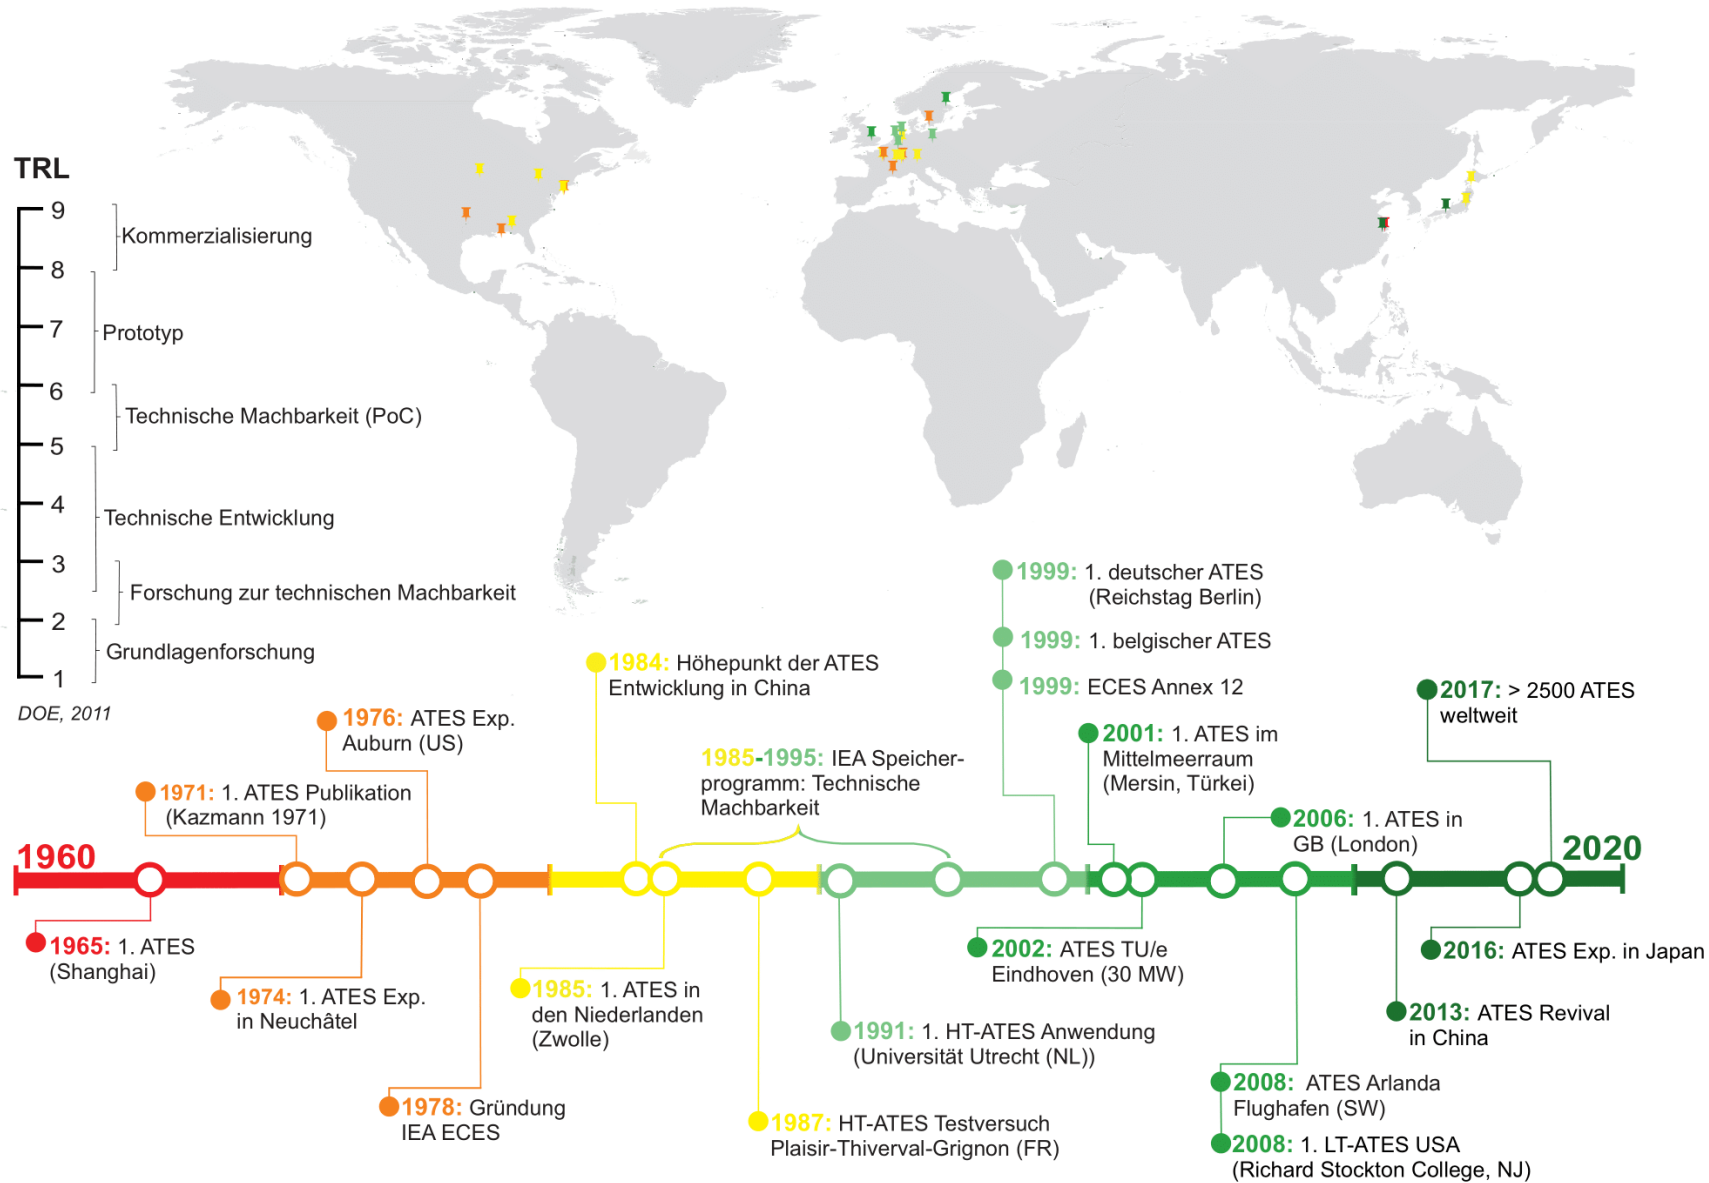 TRL
9
Kommerzialisierung
8
7
Prototyp
6
Technische Machbarkeit (PoC)
5
4
Technische Entwicklung
3
Forschung zur technischen Machbarkeit
2
Grundlagenforschung
1
DOE, 2011
1960
2020
1965: 1. ATES
(Shanghai)
1971: 1. ATES Publikation
(Kazmann 1971)
1974: 1. ATES Exp.
in Neuchâtel
1976: ATES Exp.
Auburn (US)
1978: Gründung
IEA ECES
1984: Höhepunkt der ATES
Entwicklung in China
1985: 1. ATES in
den Niederlanden
(Zwolle)
1985-1995: IEA Speicher-
programm: Technische
Machbarkeit
1987: HT-ATES Testversuch
Plaisir-Thiverval-Grignon (FR)
1991: 1. HT-ATES Anwendung
(Universität Utrecht (NL))
1999: 1. deutscher ATES
(Reichstag Berlin)
1999: 1. belgischer ATES
1999: ECES Annex 12
2001: 1. ATES im
Mittelmeerraum
(Mersin, Türkei)
2002: ATES TU/e
Eindhoven (30 MW)
2006: 1. ATES in
GB (London)
2008: ATES Arlanda
Flughafen (SW)
2008: 1. LT-ATES USA
(Richard Stockton College, NJ)
2013: ATES Revival
in China
2016: ATES Exp. in Japan
2017: > 2500 ATES
weltweit